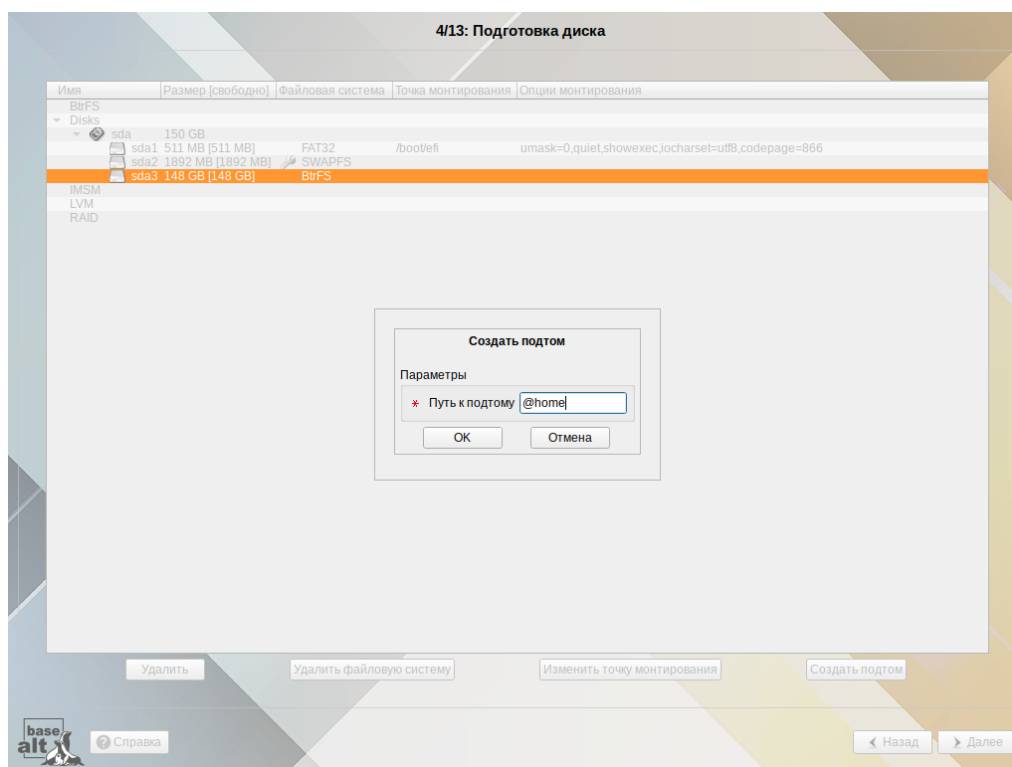 4/13: Подготовка диска
Имя Размер [свободно] Файловая система Точка монтирования Опции монтирования
BtrFS
Disks
sda 150 GB
sda1 511 MB [511 MB] FAT32 /boot/efi umask=0,quiet,showexec,iocharset=utf8,codepage=866
sda2 1892 MB [1892 MB] SWAPFS
sda3 148 GB [148 GB] BtrFS
IMSM
LVM
RAID
Создать подтом
Параметры
* Путь к подтому @home
OK Отмена
Удалить Удалить файловую систему Изменить точку монтирования Создать подтом
base
alt
? Справка Назад Далее